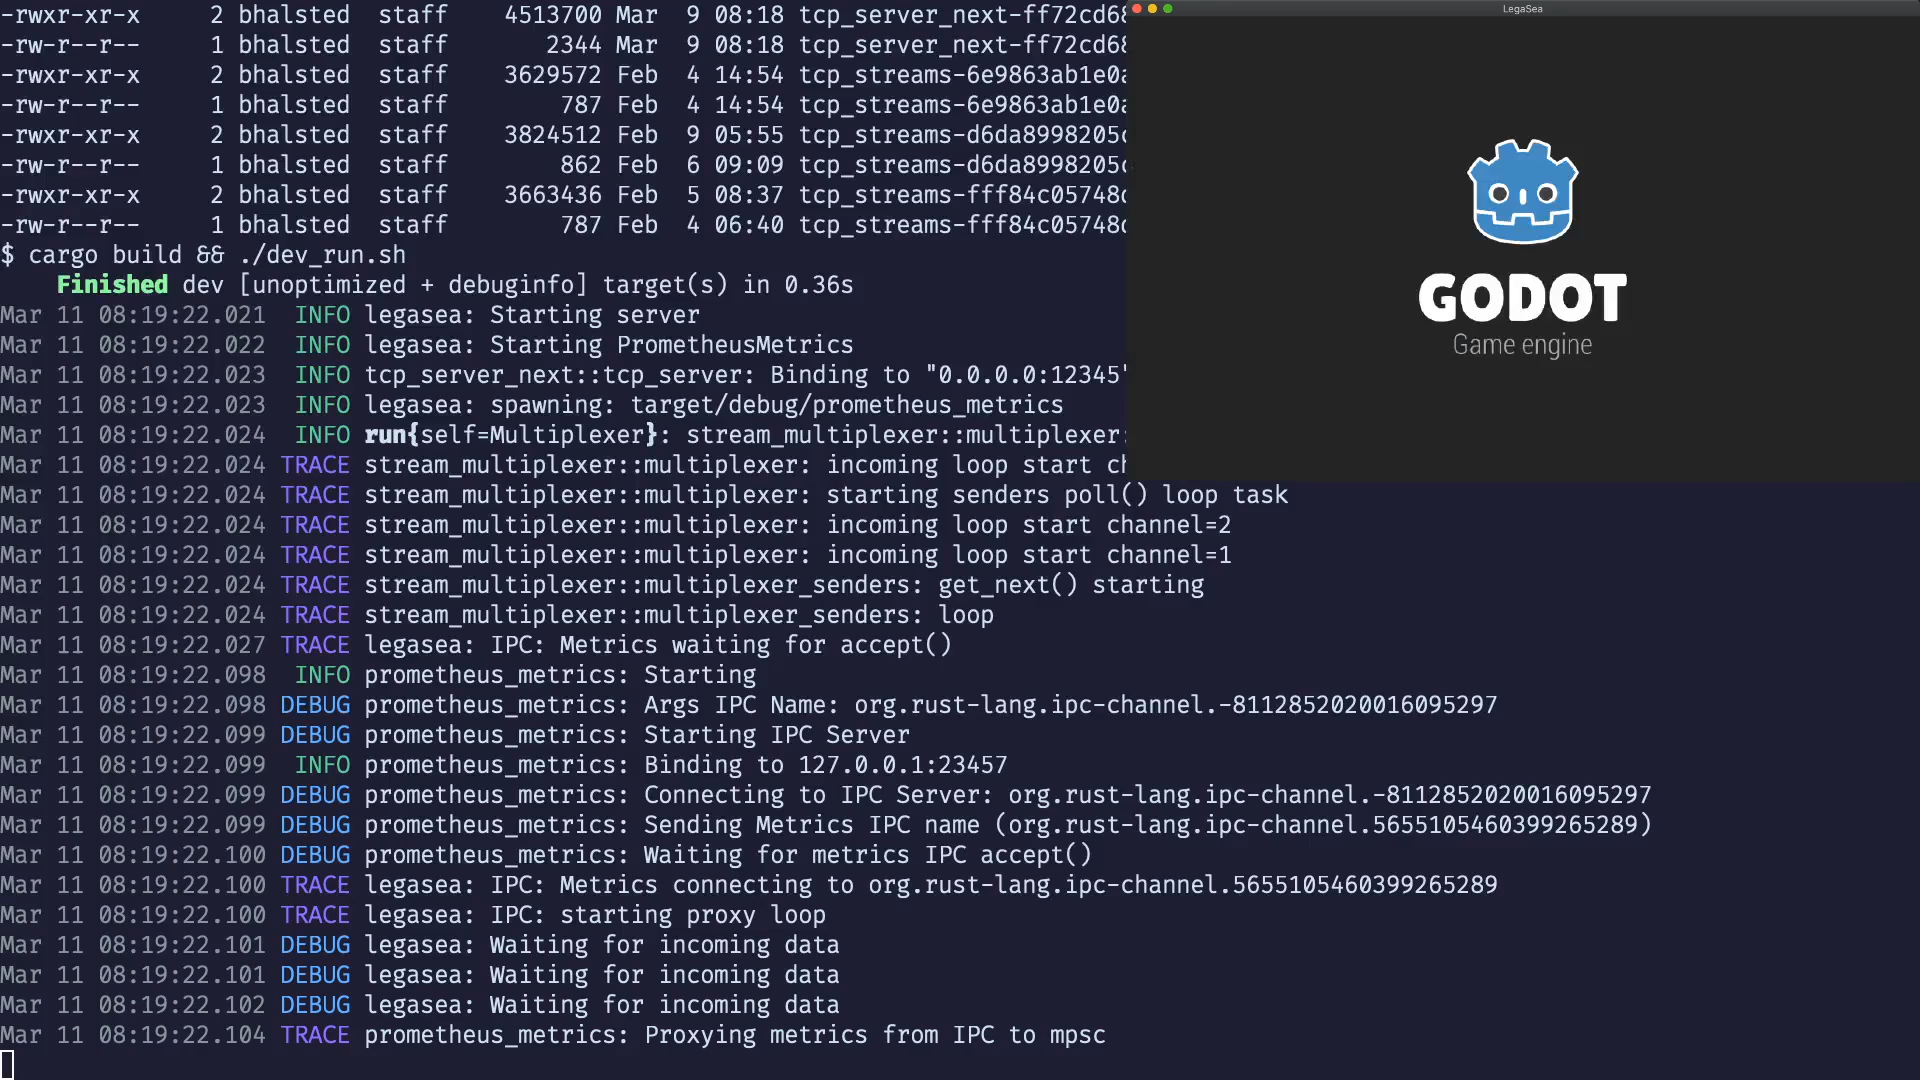 -rwxr-xr-x     2 bhalsted  staff    4513700 Mar  9 08:18 tcp_server_next-ff72cd68
-rw-r--r--     1 bhalsted  staff       2344 Mar  9 08:18 tcp_server_next-ff72cd68
-rwxr-xr-x     2 bhalsted  staff    3629572 Feb  4 14:54 tcp_streams-6e9863ab1e0a
-rw-r--r--     1 bhalsted  staff        787 Feb  4 14:54 tcp_streams-6e9863ab1e0a
-rwxr-xr-x     2 bhalsted  staff    3824512 Feb  9 05:55 tcp_streams-d6da8998205c
-rw-r--r--     1 bhalsted  staff        862 Feb  6 09:09 tcp_streams-d6da8998205c
-rwxr-xr-x     2 bhalsted  staff    3663436 Feb  5 08:37 tcp_streams-fff84c05748d
-rw-r--r--     1 bhalsted  staff        787 Feb  4 06:40 tcp_streams-fff84c05748d
$ cargo build && ./dev_run.sh
    Finished dev [unoptimized + debuginfo] target(s) in 0.36s
Mar 11 08:19:22.021  INFO legasea: Starting server
Mar 11 08:19:22.022  INFO legasea: Starting PrometheusMetrics
Mar 11 08:19:22.023  INFO tcp_server_next::tcp_server: Binding to "0.0.0.0:12345"
Mar 11 08:19:22.023  INFO legasea: spawning: target/debug/prometheus_metrics
Mar 11 08:19:22.024  INFO run{self=Multiplexer}: stream_multiplexer::multiplexer:
Mar 11 08:19:22.024 TRACE stream_multiplexer::multiplexer: incoming loop start ch
Mar 11 08:19:22.024 TRACE stream_multiplexer::multiplexer: starting senders poll() loop task
Mar 11 08:19:22.024 TRACE stream_multiplexer::multiplexer: incoming loop start channel=2
Mar 11 08:19:22.024 TRACE stream_multiplexer::multiplexer: incoming loop start channel=1
Mar 11 08:19:22.024 TRACE stream_multiplexer::multiplexer_senders: get_next() starting
Mar 11 08:19:22.024 TRACE stream_multiplexer::multiplexer_senders: loop
Mar 11 08:19:22.027 TRACE legasea: IPC: Metrics waiting for accept()
Mar 11 08:19:22.098  INFO prometheus_metrics: Starting
Mar 11 08:19:22.098 DEBUG prometheus_metrics: Args IPC Name: org.rust-lang.ipc-channel.-8112852020016095297
Mar 11 08:19:22.099 DEBUG prometheus_metrics: Starting IPC Server
Mar 11 08:19:22.099  INFO prometheus_metrics: Binding to 127.0.0.1:23457
Mar 11 08:19:22.099 DEBUG prometheus_metrics: Connecting to IPC Server: org.rust-lang.ipc-channel.-8112852020016095297
Mar 11 08:19:22.099 DEBUG prometheus_metrics: Sending Metrics IPC name (org.rust-lang.ipc-channel.5655105460399265289)
Mar 11 08:19:22.100 DEBUG prometheus_metrics: Waiting for metrics IPC accept()
Mar 11 08:19:22.100 TRACE legasea: IPC: Metrics connecting to org.rust-lang.ipc-channel.5655105460399265289
Mar 11 08:19:22.100 TRACE legasea: IPC: starting proxy loop
Mar 11 08:19:22.101 DEBUG legasea: Waiting for incoming data
Mar 11 08:19:22.101 DEBUG legasea: Waiting for incoming data
Mar 11 08:19:22.102 DEBUG legasea: Waiting for incoming data
Mar 11 08:19:22.104 TRACE prometheus_metrics: Proxying metrics from IPC to mpsc
LegaSea
GODOT
Game engine